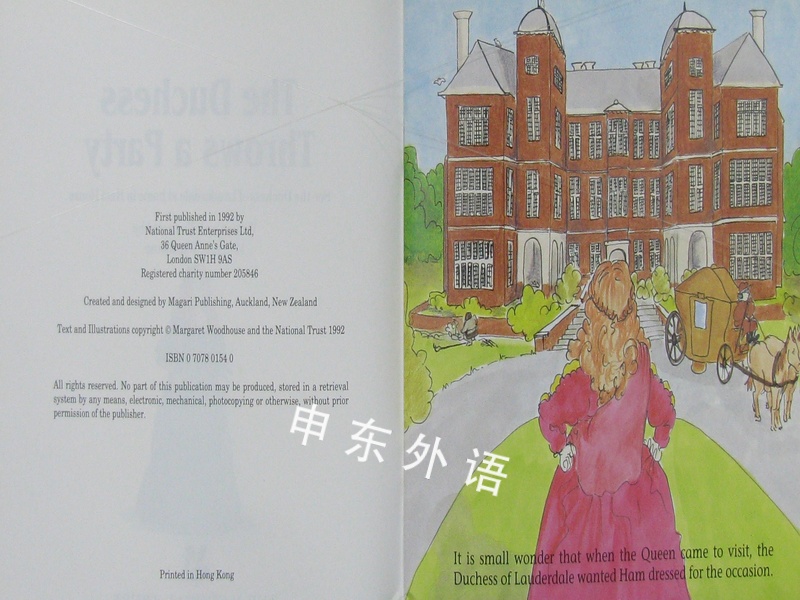 The Duchess
Throws a Party
First published in 1992 by
National Trust Enterprises Ltd,
36 Queen Anne's Gate,
London SW1H 9AS
Registered charity number 205846
Created and designed by Magari Publishing, Auckland, New Zealand
Text and Illustrations copyright © Margaret Woodhouse and the National Trust 1992
ISBN 0 7078 0154 0
All rights reserved. No part of this publication may be produced, stored in a retrieval
system by any means, electronic, mechanical, photocopying or otherwise, without prior
permission of the publisher.
Printed in Hong Kong
申东外语
It is small wonder that when the Queen came to visit, the
Duchess of Lauderdale wanted Ham dressed for the occasion.